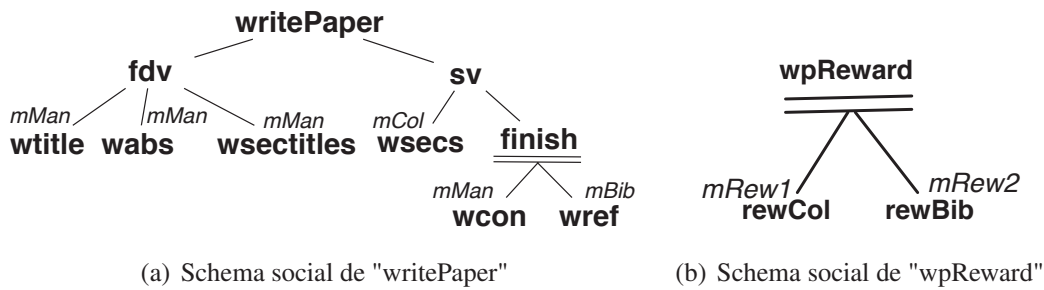 writePaper
fdv
sv
mMan
mMan
mMan
mCol
wtitle wabs wsectitles wsecs finish
mMan
mBib
wcon wref
(a) Schema social de "writePaper"
wpReward
mRew1
mRew2
rewCol rewBib
(b) Schema social de "wpReward"